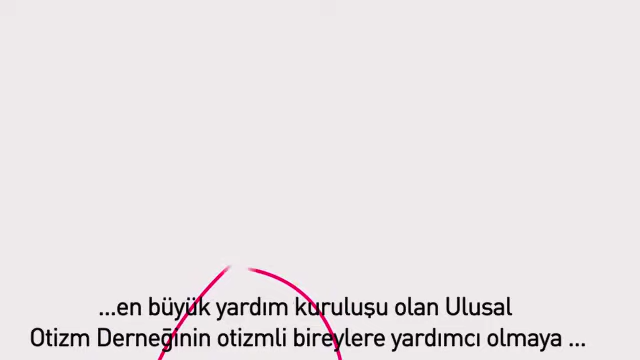 ...en büyük yardım kuruluşu olan Ulusal
Otizm Derneğinin otizmli bireylere yardımcı olmaya ...